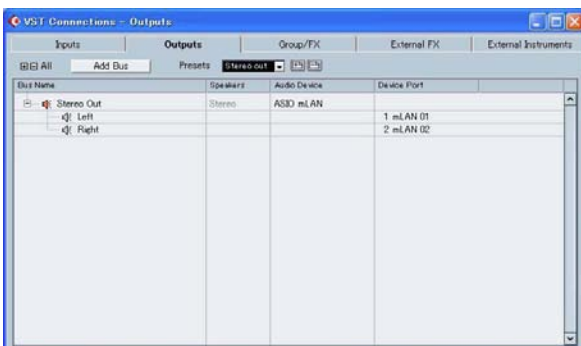 VST Connections - Outputs
Inputs Outputs Group/FX External FX External Instruments
All Add Bus Presets Stereo out
Bus Name Speakers Audio Device Device Port
Stereo Out Stereo ASIO mLAN
Left 1 mLAN 01
Right 2 mLAN 02